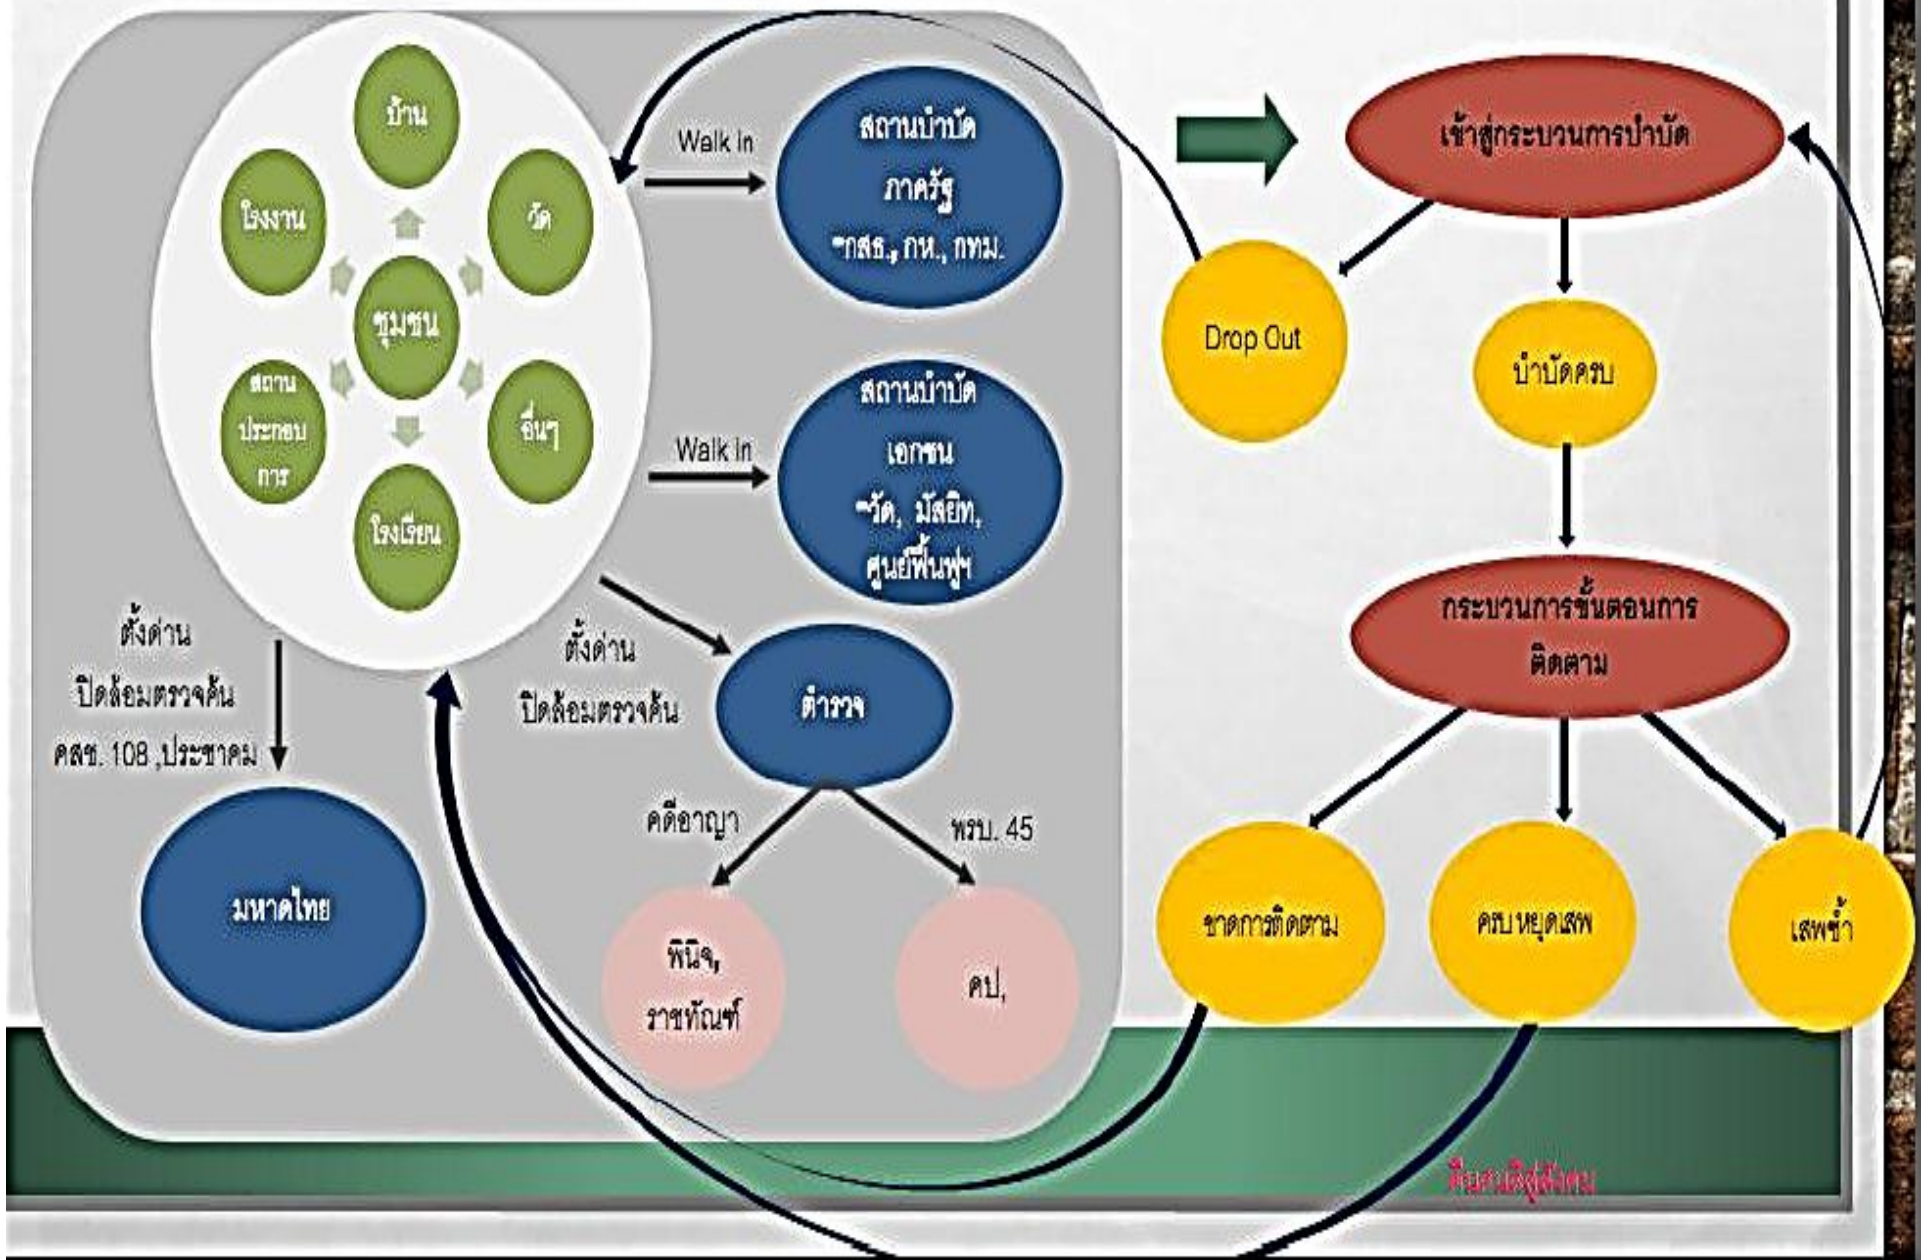 บ้าน
โรงงาน
วัด
ชุมชน
สถาน
ประกอบ
การ
อื่นๆ
โรงเรียน
Walk in
สถานบำบัด
ภาครัฐ
-กสธ., กห., กทม.
Walk in
สถานบำบัด
เอกชน
-วัด, มัสยิท,
ศูนย์ฟื้นฟูฯ
ตั้งด่าน
ปิดล้อมตรวจค้น
คสช. 108 ,ประชาคม
มหาดไทย
ตั้งด่าน
ปิดล้อมตรวจค้น
ตำรวจ
คดีอาญา
พรบ. 45
พินิจ,
ราชทัณฑ์
คป,
เข้าสู่กระบวนการบำบัด
Drop Out
บำบัดครบ
กระบวนการขั้นตอนการ
ติดตาม
ขาดการติดตาม
ครบ หยุดเสพ
เสพซ้ำ
คืนคนดีสู่สังคม